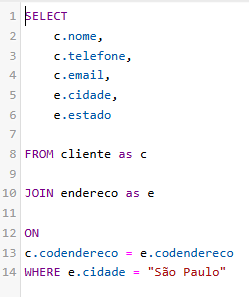 1 SELECT
2 c.nome,
3 c.telefone,
4 c.email,
5 e.cidade,
6 e.estado
7
8 FROM cliente as c
9
10 JOIN endereco as e
11
12 ON
13 c.codendereco = e.codendereco
14 WHERE e.cidade = "São Paulo"